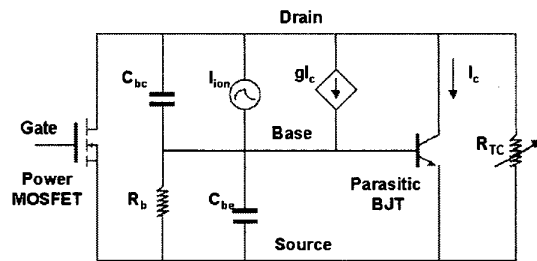 Drain
C_bc
I_ion
gI_c
I_c
Gate
Base
R_TC
Power
MOSFET
R_b
C_be
Parasitic
BJT
Source